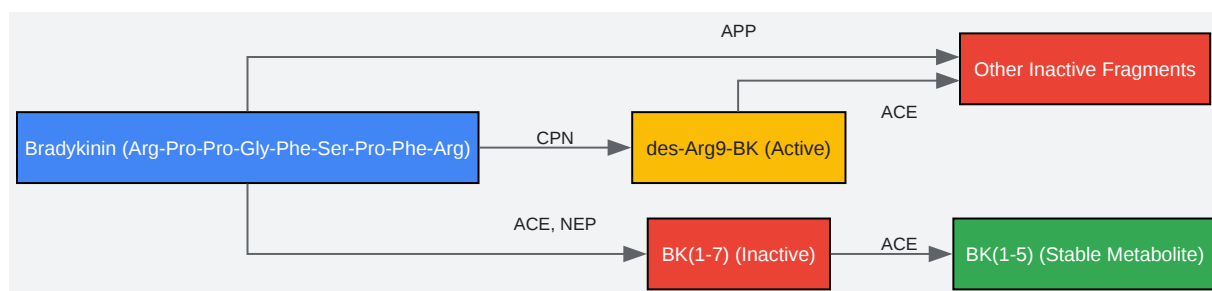 APP
Other Inactive Fragments
ACE
Bradykinin (Arg-Pro-Pro-Gly-Phe-Ser-Pro-Phe-Arg)
CPN
des-Arg9-BK (Active)
ACE, NEP
BK(1-7) (Inactive)
ACE
BK(1-5) (Stable Metabolite)